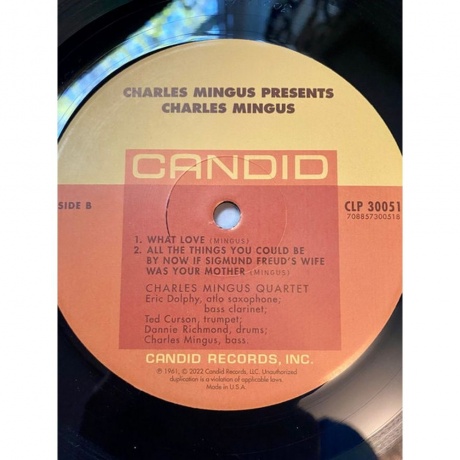 CHARLES MINGUS PRESENTS
CHARLES MINGUS
CANDID
SIDE B
CLP 30051
708857300518
1. WHAT LOVE (MINGUS)
2. ALL THE THINGS YOU COULD BE
BY NOW IF SIGMUND FREUD'S WIFE
WAS YOUR MOTHER (MINGUS)
CHARLES MINGUS QUARTET
Eric Dolphy, atlo saxophone;
bass clarinet;
Ted Curson, trumpet;
Dannie Richmond, drums;
Charles Mingus, bass.
CANDID RECORDS, INC.
℗ 1961, © 2022 Candid Records, LLC. Unauthorized
duplication is a violation of applicable laws.
Made in U.S.A.